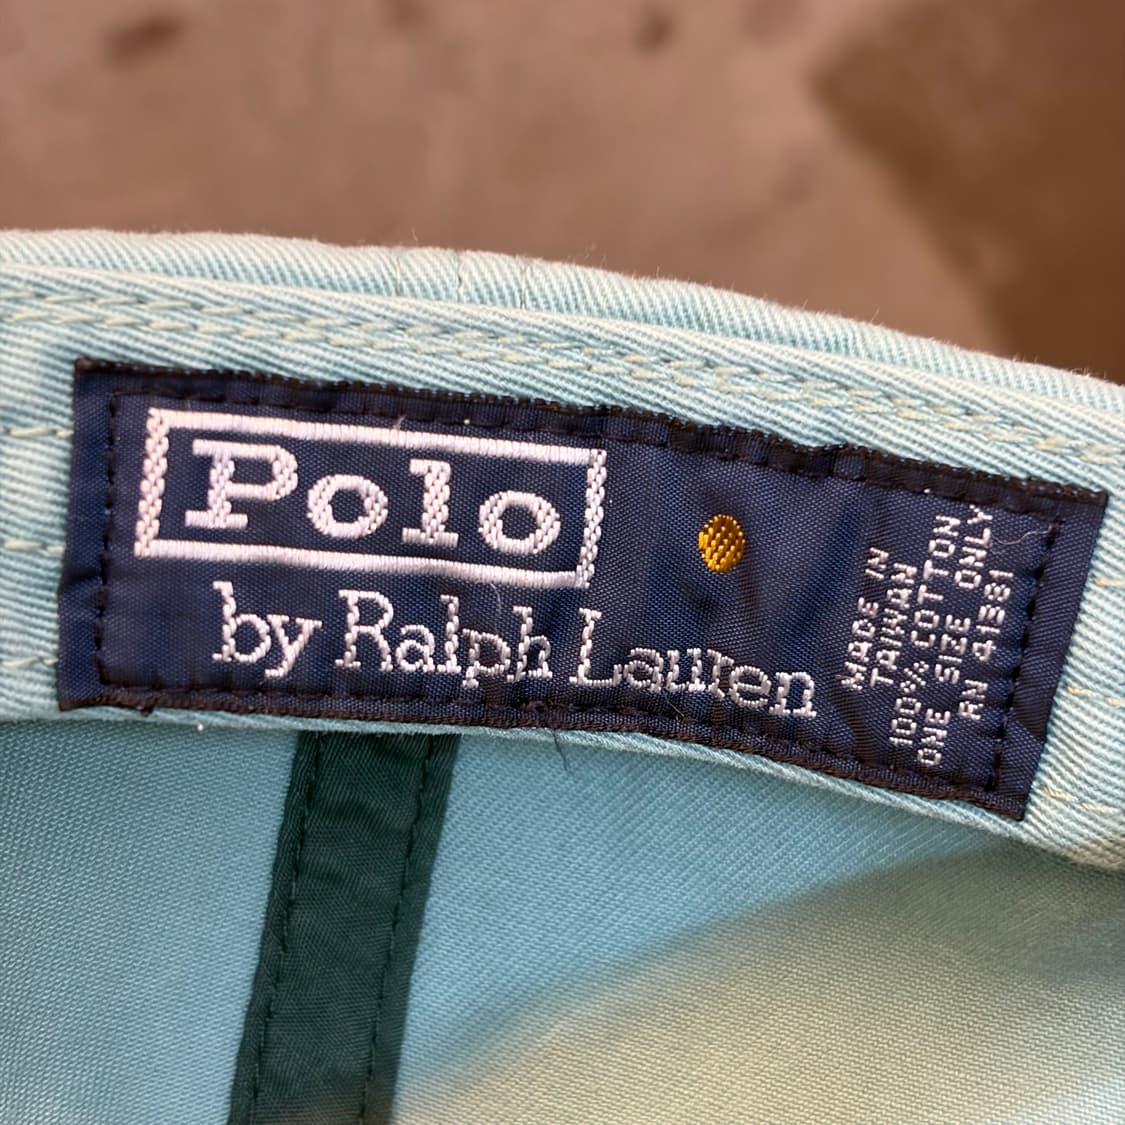 Polo
by Ralph Lauren
MADE IN
TAIWAN
100% COTTON
ONE SIZE ONLY
RN 41381